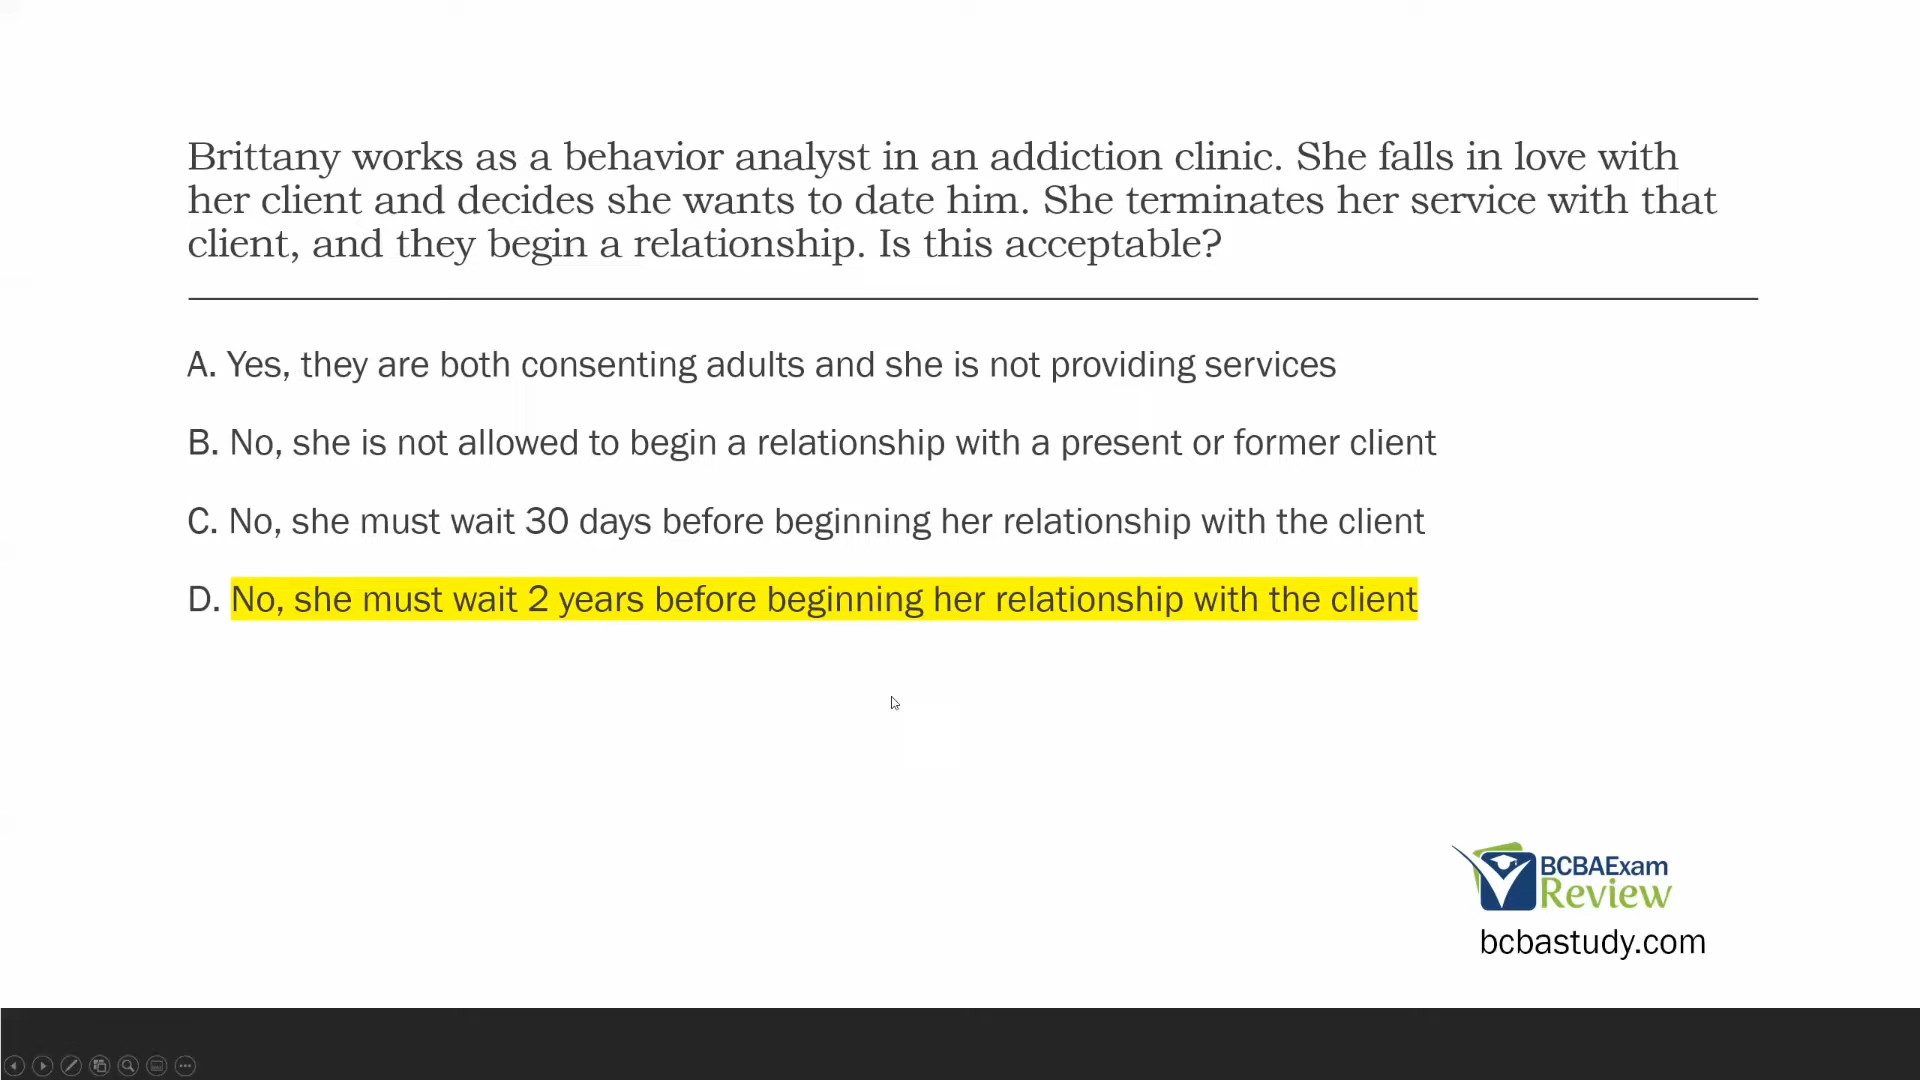 Brittany works as a behavior analyst in an addiction clinic. She falls in love with
her client and decides she wants to date him. She terminates her service with that
client, and they begin a relationship. Is this acceptable?
A. Yes, they are both consenting adults and she is not providing services
B. No, she is not allowed to begin a relationship with a present or former client
C. No, she must wait 30 days before beginning her relationship with the client
D. No, she must wait 2 years before beginning her relationship with the client
BCBAExam
Review
bcbastudy.com